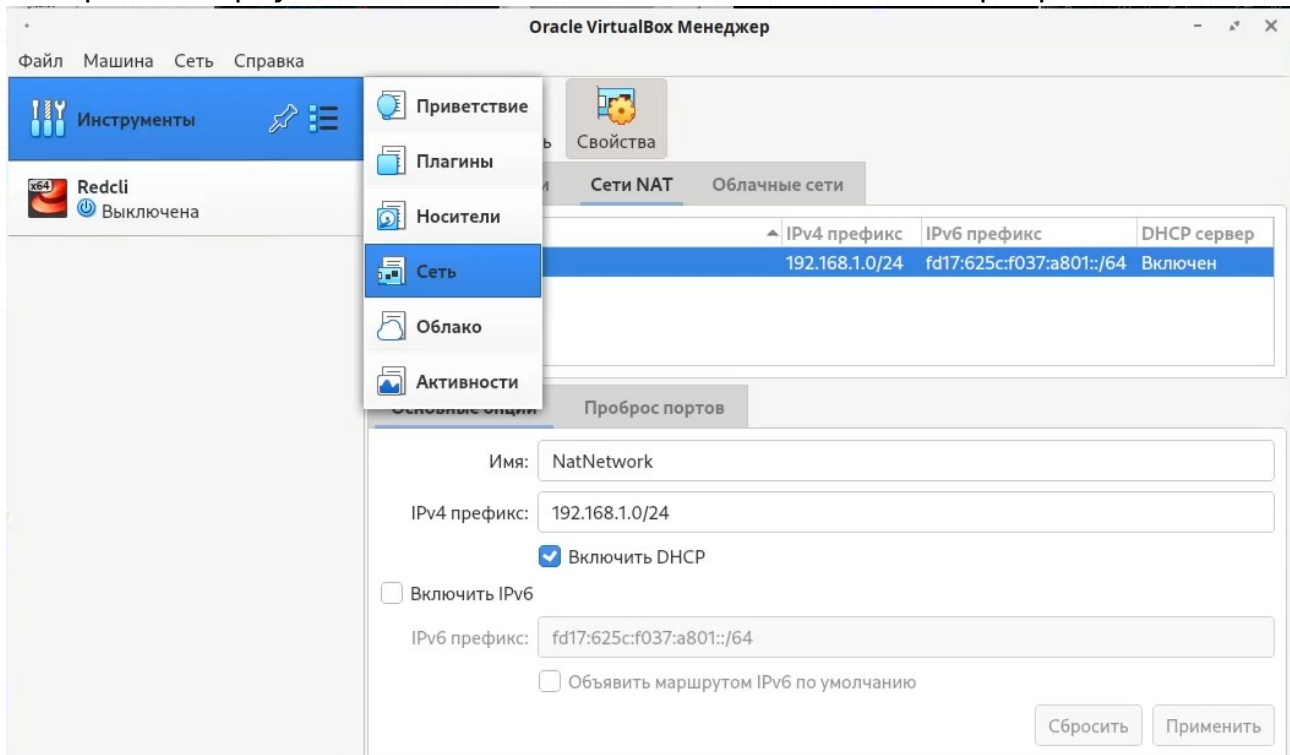 Oracle VirtualBox Менеджер
Файл Машина Сеть Справка
Инструменты
Redcli
Выключена
x64
Приветствие
Плагины
Носители
Сеть
Облако
Активности
Свойства
Сети NAT Облачные сети
IPv4 префикс IPv6 префикс DHCP сервер
192.168.1.0/24 fd17:625c:f037:a801::/64 Включен
Основные опции Проброс портов
Имя: NatNetwork
IPv4 префикс: 192.168.1.0/24
Включить DHCP
Включить IPv6
IPv6 префикс: fd17:625c:f037:a801::/64
Объявить маршрутом IPv6 по умолчанию
Сбросить Применить